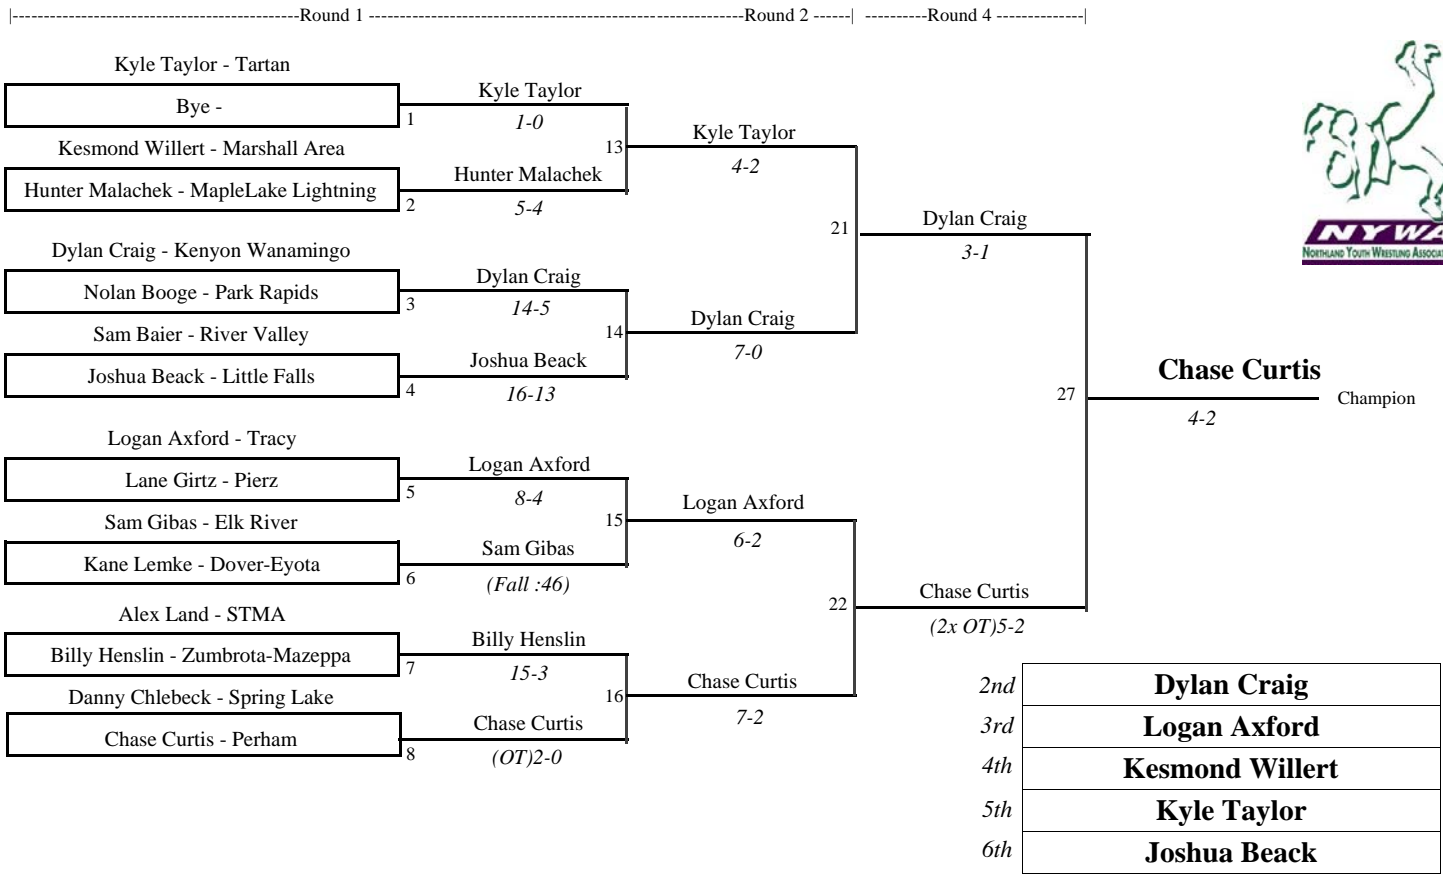 |-------------------------------------------Round 1 --------------------------------------------------------Round 2 ------| ----------Round 4 --------------|
Kyle Taylor - Tartan
Bye -
1
Kyle Taylor
1-0
Kesmond Willert - Marshall Area
Hunter Malachek - MapleLake Lightning
2
Hunter Malachek
5-4
13
Kyle Taylor
4-2
Dylan Craig - Kenyon Wanamingo
Nolan Booge - Park Rapids
3
Dylan Craig
14-5
Sam Baier - River Valley
Joshua Beack - Little Falls
4
Joshua Beack
16-13
14
Dylan Craig
7-0
21
Dylan Craig
3-1
Logan Axford - Tracy
Lane Girtz - Pierz
5
Logan Axford
8-4
Sam Gibas - Elk River
Kane Lemke - Dover-Eyota
6
Sam Gibas
(Fall :46)
15
Logan Axford
6-2
Alex Land - STMA
Billy Henslin - Zumbrota-Mazeppa
7
Billy Henslin
15-3
Danny Chlebeck - Spring Lake
Chase Curtis - Perham
8
Chase Curtis
(OT)2-0
16
Chase Curtis
7-2
22
Chase Curtis
(2x OT)5-2
27
Chase Curtis
4-2
Champion
NYWA
NORTHLAND YOUTH WRESTLING
2nd Dylan Craig
3rd Logan Axford
4th Kesmond Willert
5th Kyle Taylor
6th Joshua Beack